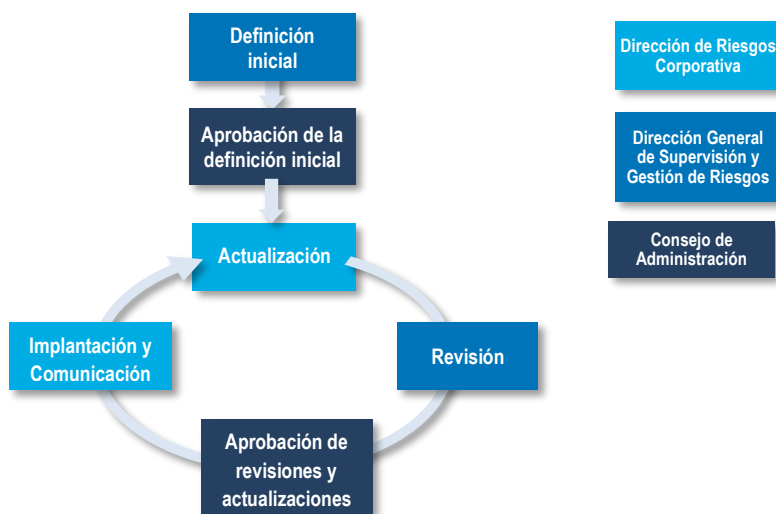 Definición
inicial
Aprobación de la
definición inicial
Actualización
Implantación y
Comunicación
Revisión
Aprobación de
revisiones y
actualizaciones
Dirección de Riesgos
Corporativa
Dirección General
de Supervisión y
Gestión de Riesgos
Consejo de
Administración